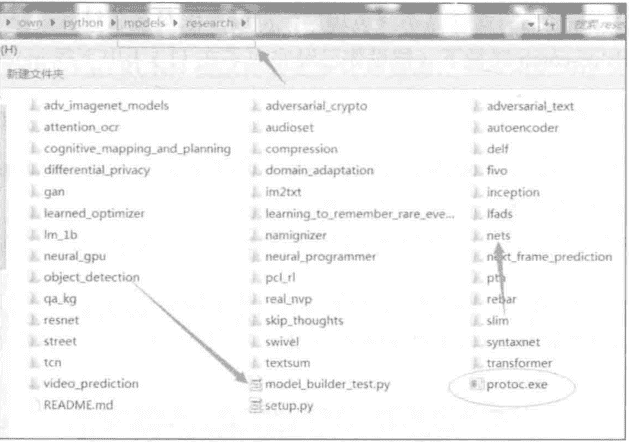 own python models research 搜索 rese
(H)
新建文件夹
adv_imagenet_models adversarial_crypto adversarial_text
attention_ocr audioset autoencoder
cognitive_mapping_and_planning compression delf
differential_privacy domain_adaptation fivo
gan im2txt inception
learned_optimizer learning_to_remember_rare_eve... lfads
lm_1b namignizer nets
neural_gpu neural_programmer next_frame_prediction
object_detection pcl_rl ptn
qa_kg real_nvp rebar
resnet skip_thoughts slim
street swivel syntaxnet
tcn textsum transformer
video_prediction model_builder_test.py protoc.exe
README.md setup.py